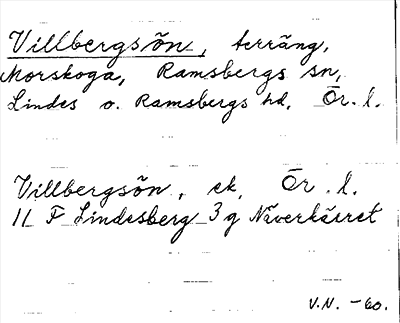 Villbergsön, terräng,
Morskoga, Ramsbergs sn,
Lindes o. Ramsbergs hd, Ör. l.
Villbergsön, ek, Ör. l.
11 F Lindesberg 3 g Näverkärret
V.N. -60.